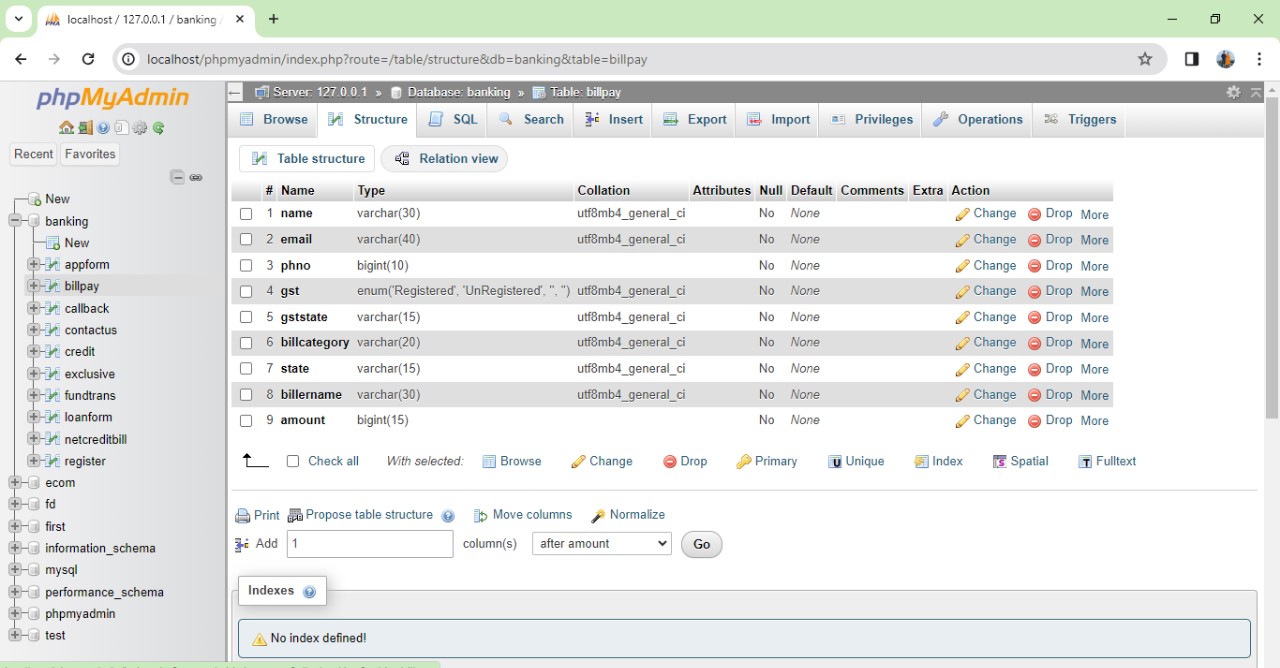 localhost / 127.0.0.1 / banking
localhost/phpmyadmin/index.php?route=/table/structure&db=banking&table=billpay
phpMyAdmin
Recent Favorites
New
banking
New
appform
billpay
callback
contactus
credit
exclusive
fundtrans
loanform
netcreditbill
register
ecom
fd
first
information_schema
mysql
performance_schema
phpmyadmin
test
Server: 127.0.0.1 » Database: banking » Table: billpay
Browse Structure SQL Search Insert Export Import Privileges Operations Triggers
Table structure Relation view
# Name Type Collation Attributes Null Default Comments Extra Action
1 name varchar(30) utf8mb4_general_ci No None Change Drop More
2 email varchar(40) utf8mb4_general_ci No None Change Drop More
3 phno bigint(10) No None Change Drop More
4 gst enum('Registered', 'UnRegistered', '', '') utf8mb4_general_ci No None Change Drop More
5 gststate varchar(15) utf8mb4_general_ci No None Change Drop More
6 billcategory varchar(20) utf8mb4_general_ci No None Change Drop More
7 state varchar(15) utf8mb4_general_ci No None Change Drop More
8 billername varchar(30) utf8mb4_general_ci No None Change Drop More
9 amount bigint(15) No None Change Drop More
Check all With selected: Browse Change Drop Primary Unique Index Spatial Fulltext
Print Propose table structure Move columns Normalize
Add 1 column(s) after amount Go
Indexes
No index defined!